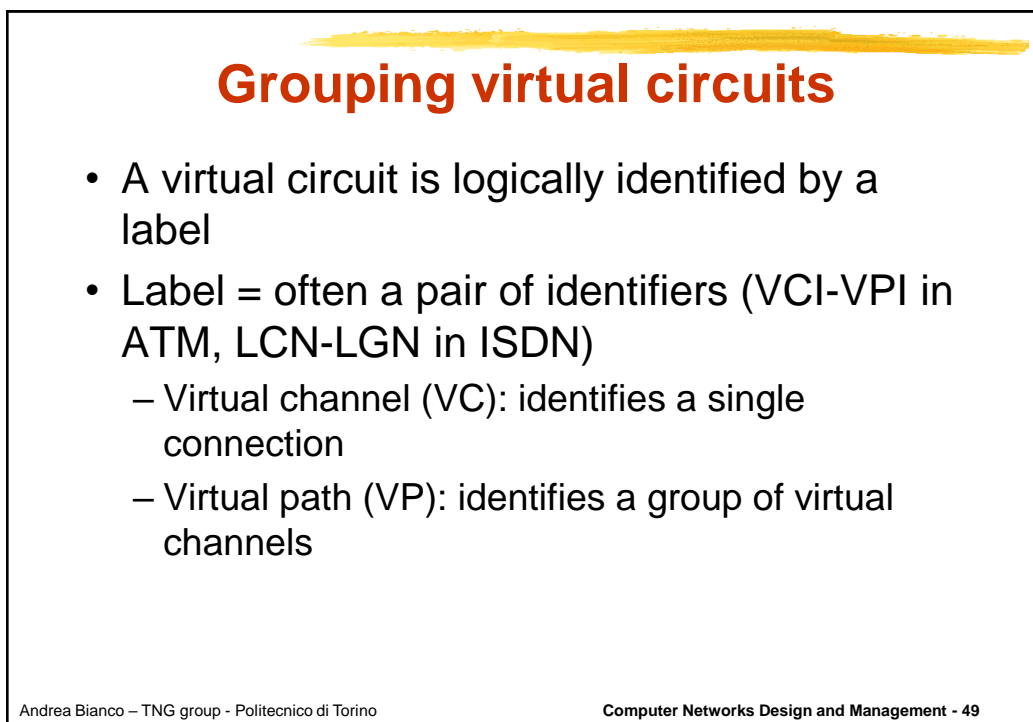 Grouping virtual circuits
• A virtual circuit is logically identified by a
label
• Label = often a pair of identifiers (VCI-VPI in
ATM, LCN-LGN in ISDN)
– Virtual channel (VC): identifies a single
connection
– Virtual path (VP): identifies a group of virtual
channels
Andrea Bianco – TNG group - Politecnico di Torino
Computer Networks Design and Management - 49